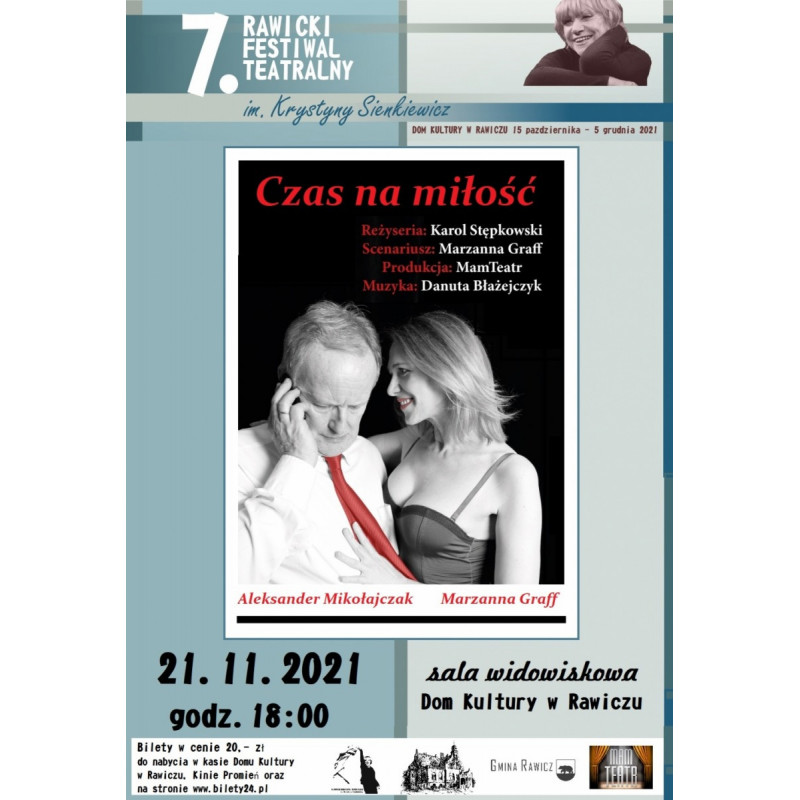 7. RAWICKI
FESTIWAL
TEATRALNY
im. Krystyny Sienkiewicz
DOM KULTURY W RAWICZU 15 pazdziernika - 5 grudnia 2021
Czas na miłość
Reżyseria: Karol Stępkowski
Scenariusz: Marzanna Graff
Produkcja: MamTeatr
Muzyka: Danuta Błażejczyk
Aleksander Mikołajczak Marzanna Graff
21. 11. 2021
godz. 18:00
sala widowiskowa
Dom Kultury w Rawiczu
Bilety w cenie 20,- zł
do nabycia w kasie Domu Kultury
w Rawiczu, Kinie Promień oraz
na stronie www.bilety24.pl
GMINA RAWICZ
MAM
TEATR